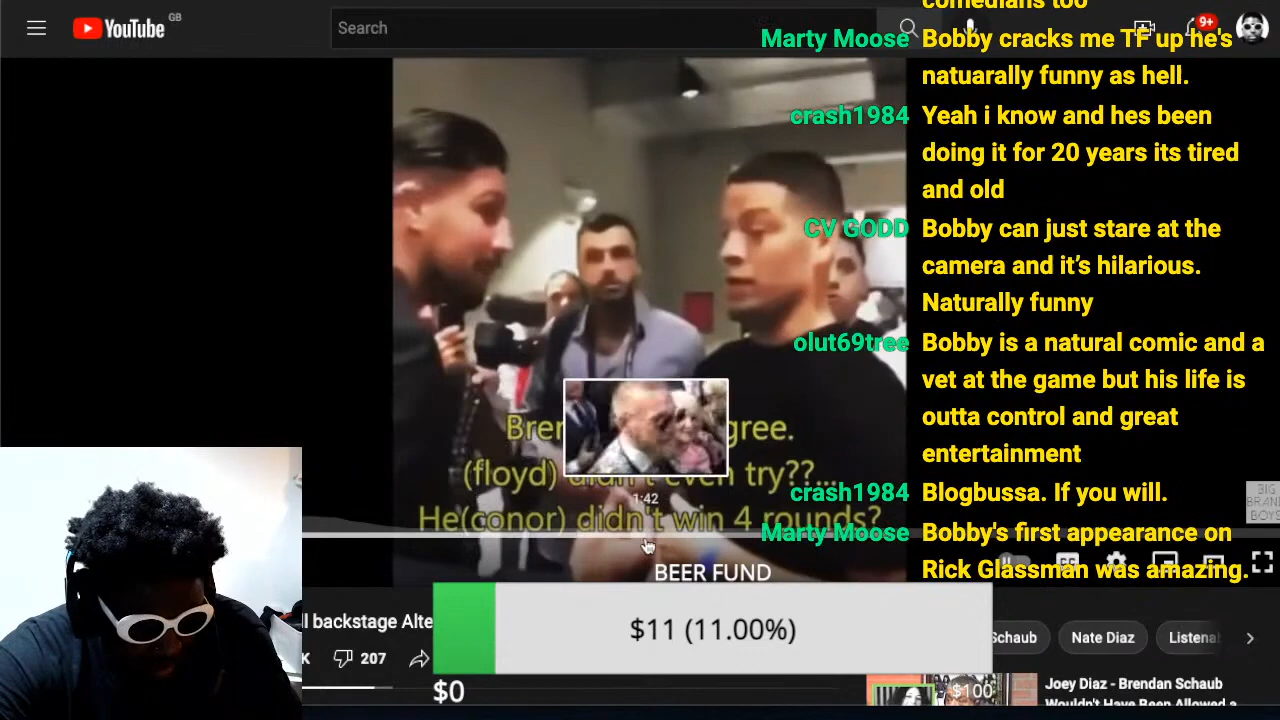 YouTube GB
Search
9+
comedians too
Marty Moose Bobby cracks me TF up he's
natuarally funny as hell.
crash1984 Yeah i know and hes been
doing it for 20 years its tired
and old
CV GODD Bobby can just stare at the
camera and it's hilarious.
Naturally funny
olut69tree Bobby is a natural comic and a
vet at the game but his life is
outta control and great
entertainment
crash1984 Blogbussa. If you will.
Marty Moose Bobby's first appearance on
Rick Glassman was amazing.
gree.
(floyd) didn't even try??...
He(conor) didn't win 4 rounds?
1:42
BIG
BRAND
BOYS
BEER FUND
$11 (11.00%)
$0
$100
ll backstage Alte
K 207
Schaub
Nate Diaz
Listena
Joey Diaz - Brendan Schaub
Wouldn't Have Been Allowed a